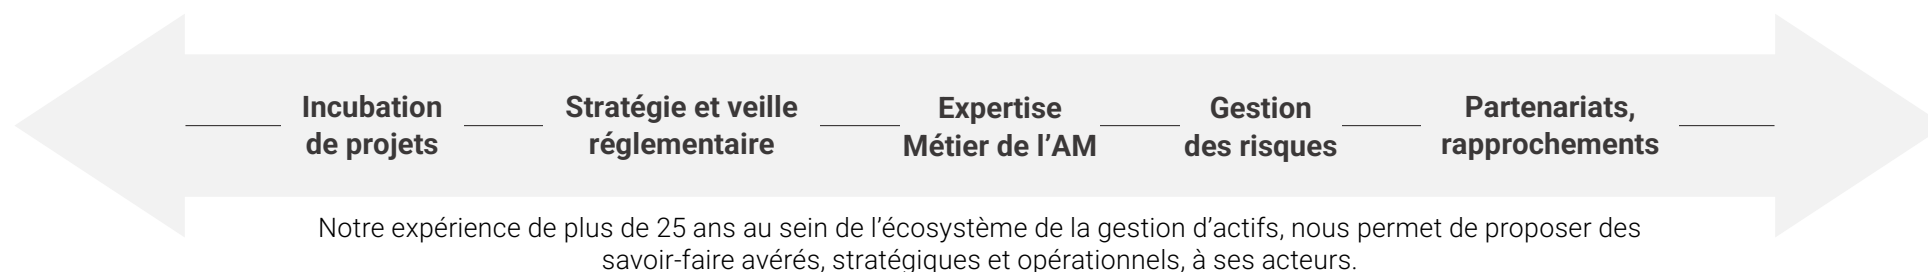 Incubation
de projets
Stratégie et veille
réglementaire
Expertise
Métier de l’AM
Gestion
des risques
Partenariats,
rapprochements
Notre expérience de plus de 25 ans au sein de l’écosystème de la gestion d’actifs, nous permet de proposer des
savoir-faire avérés, stratégiques et opérationnels, à ses acteurs.